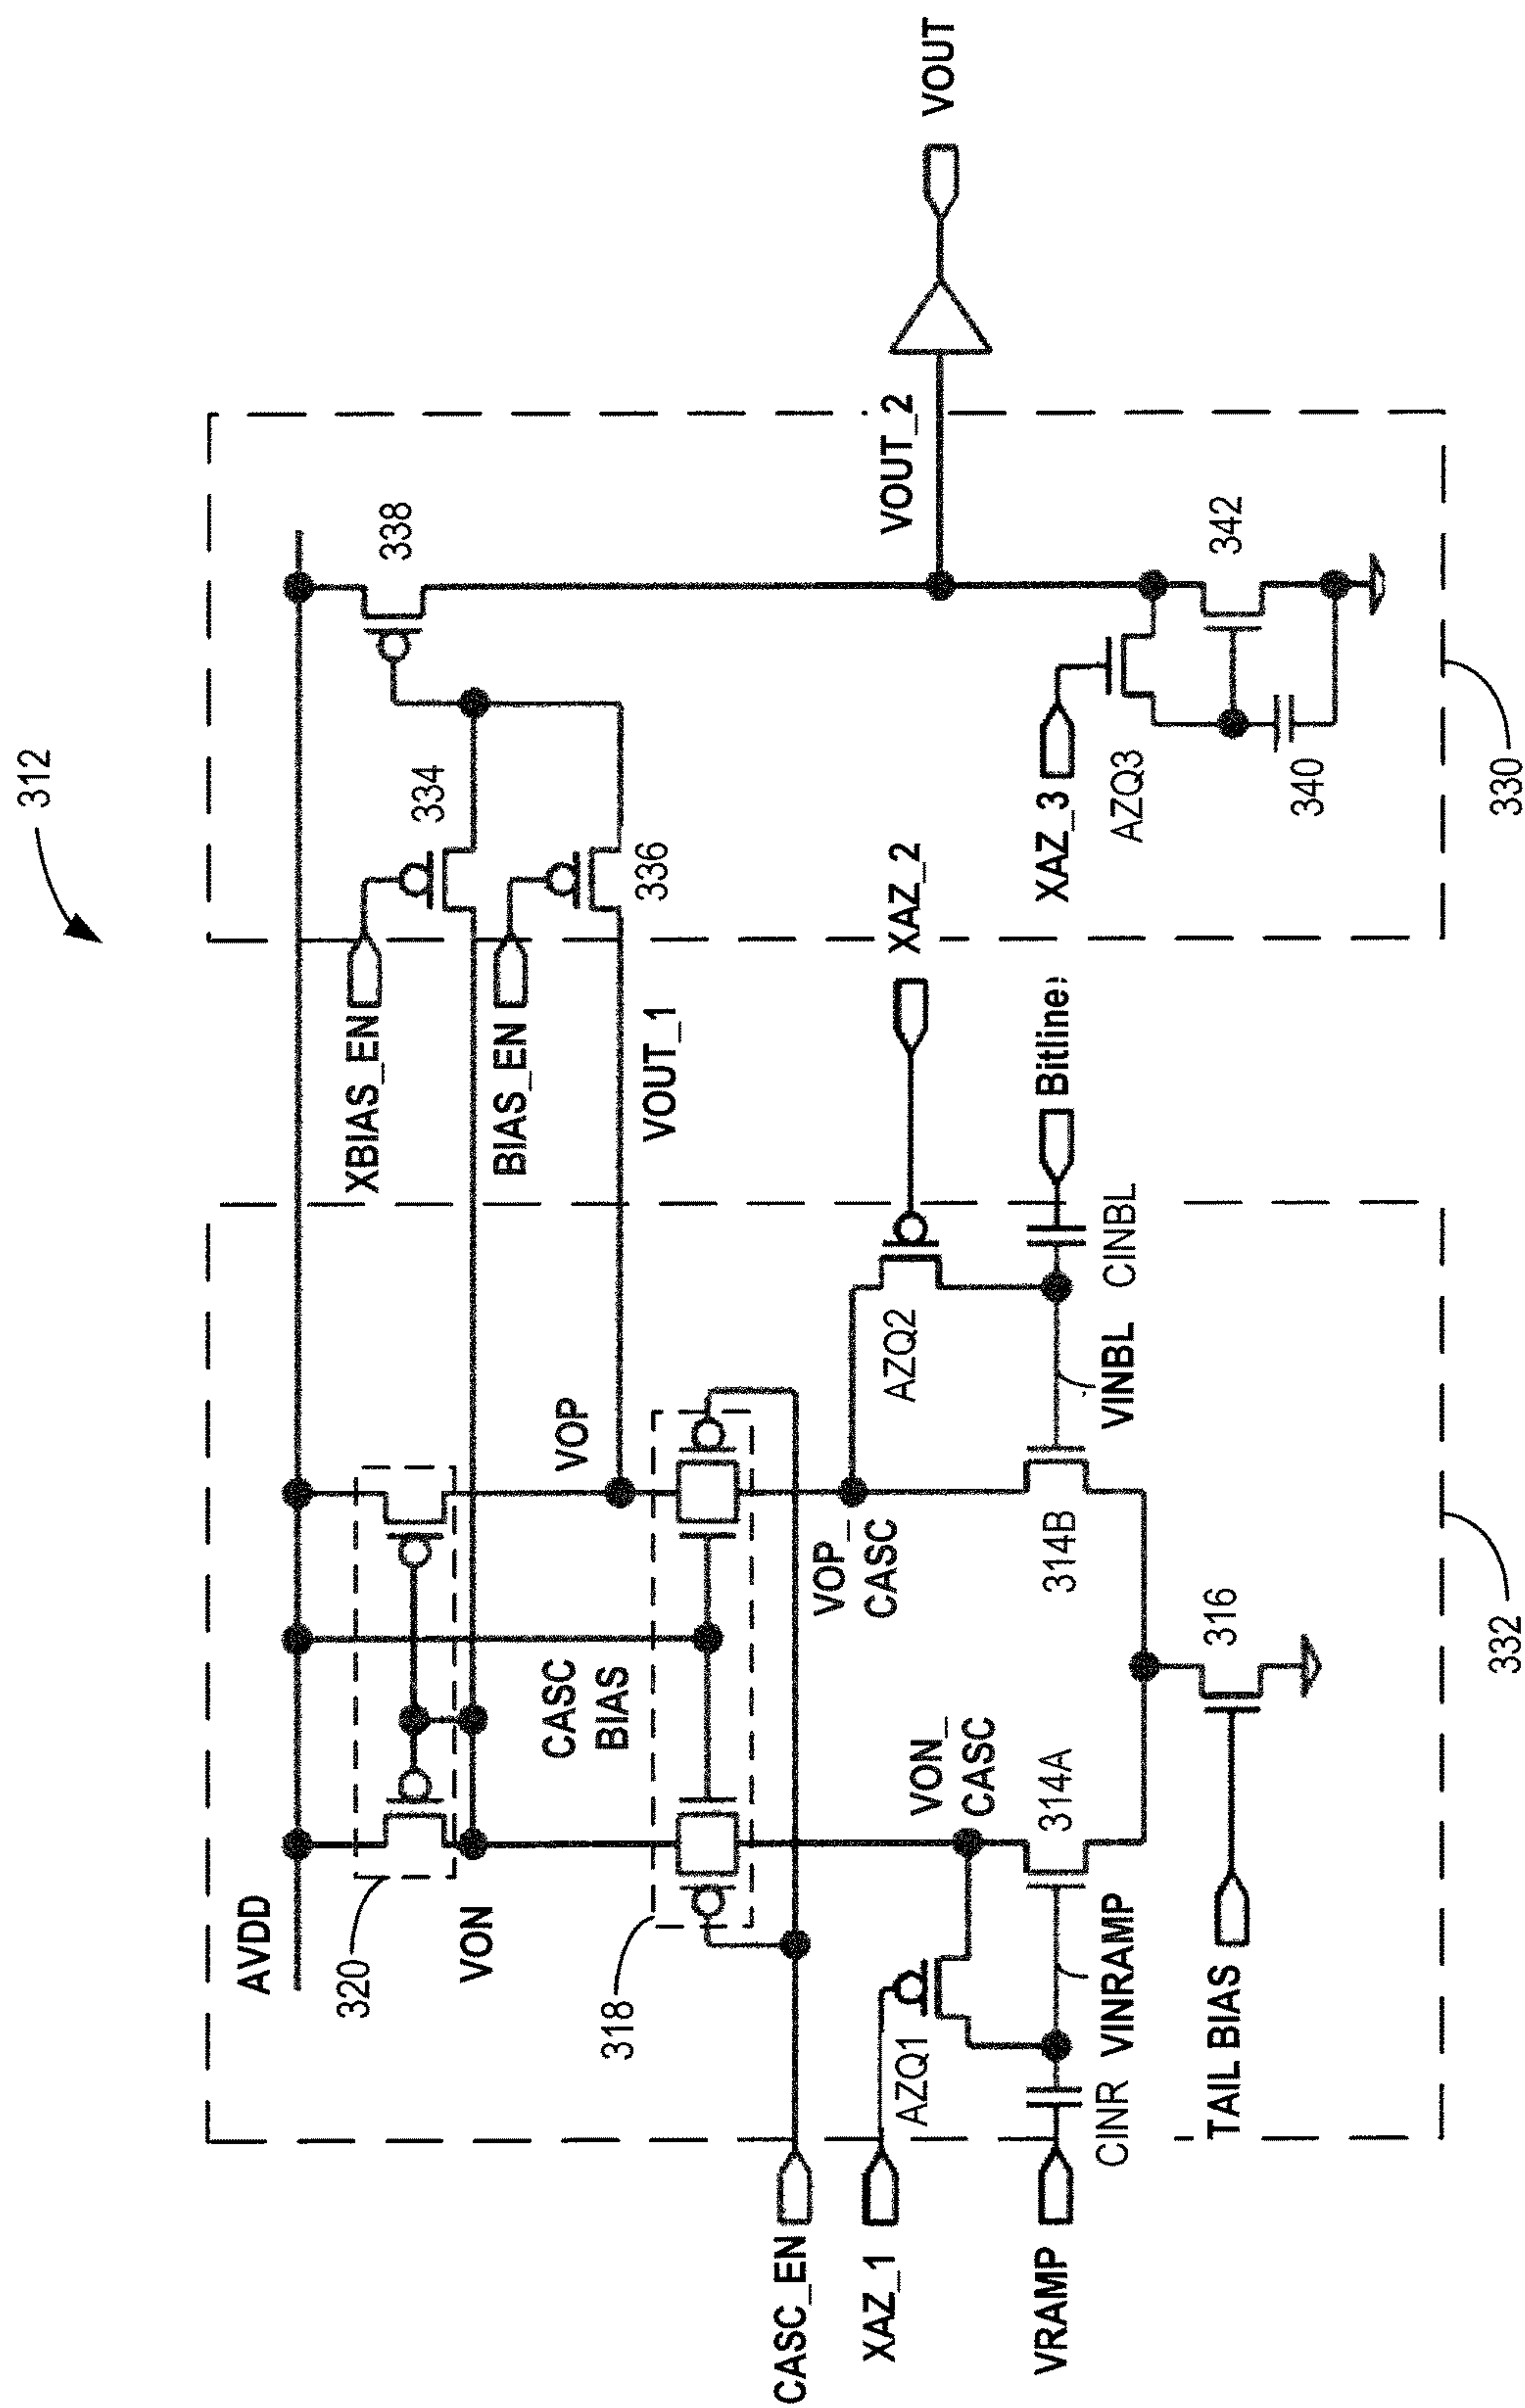 312
AVDD
320
VON
318
CASC
BIAS
VOP
XBIAS_EN
BIAS_EN
VOUT_1
334
336
338
VOUT_2
VOUT
CASC_EN
XAZ_1
AZQ1
VON_
CASC
VOP_
CASC
AZQ2
XAZ_2
XAZ_3
AZQ3
340
342
VRAMP
CINR
VINRAMP
314A
314B
VINBL
CINBL
Bitline
TAIL BIAS
316
332
330